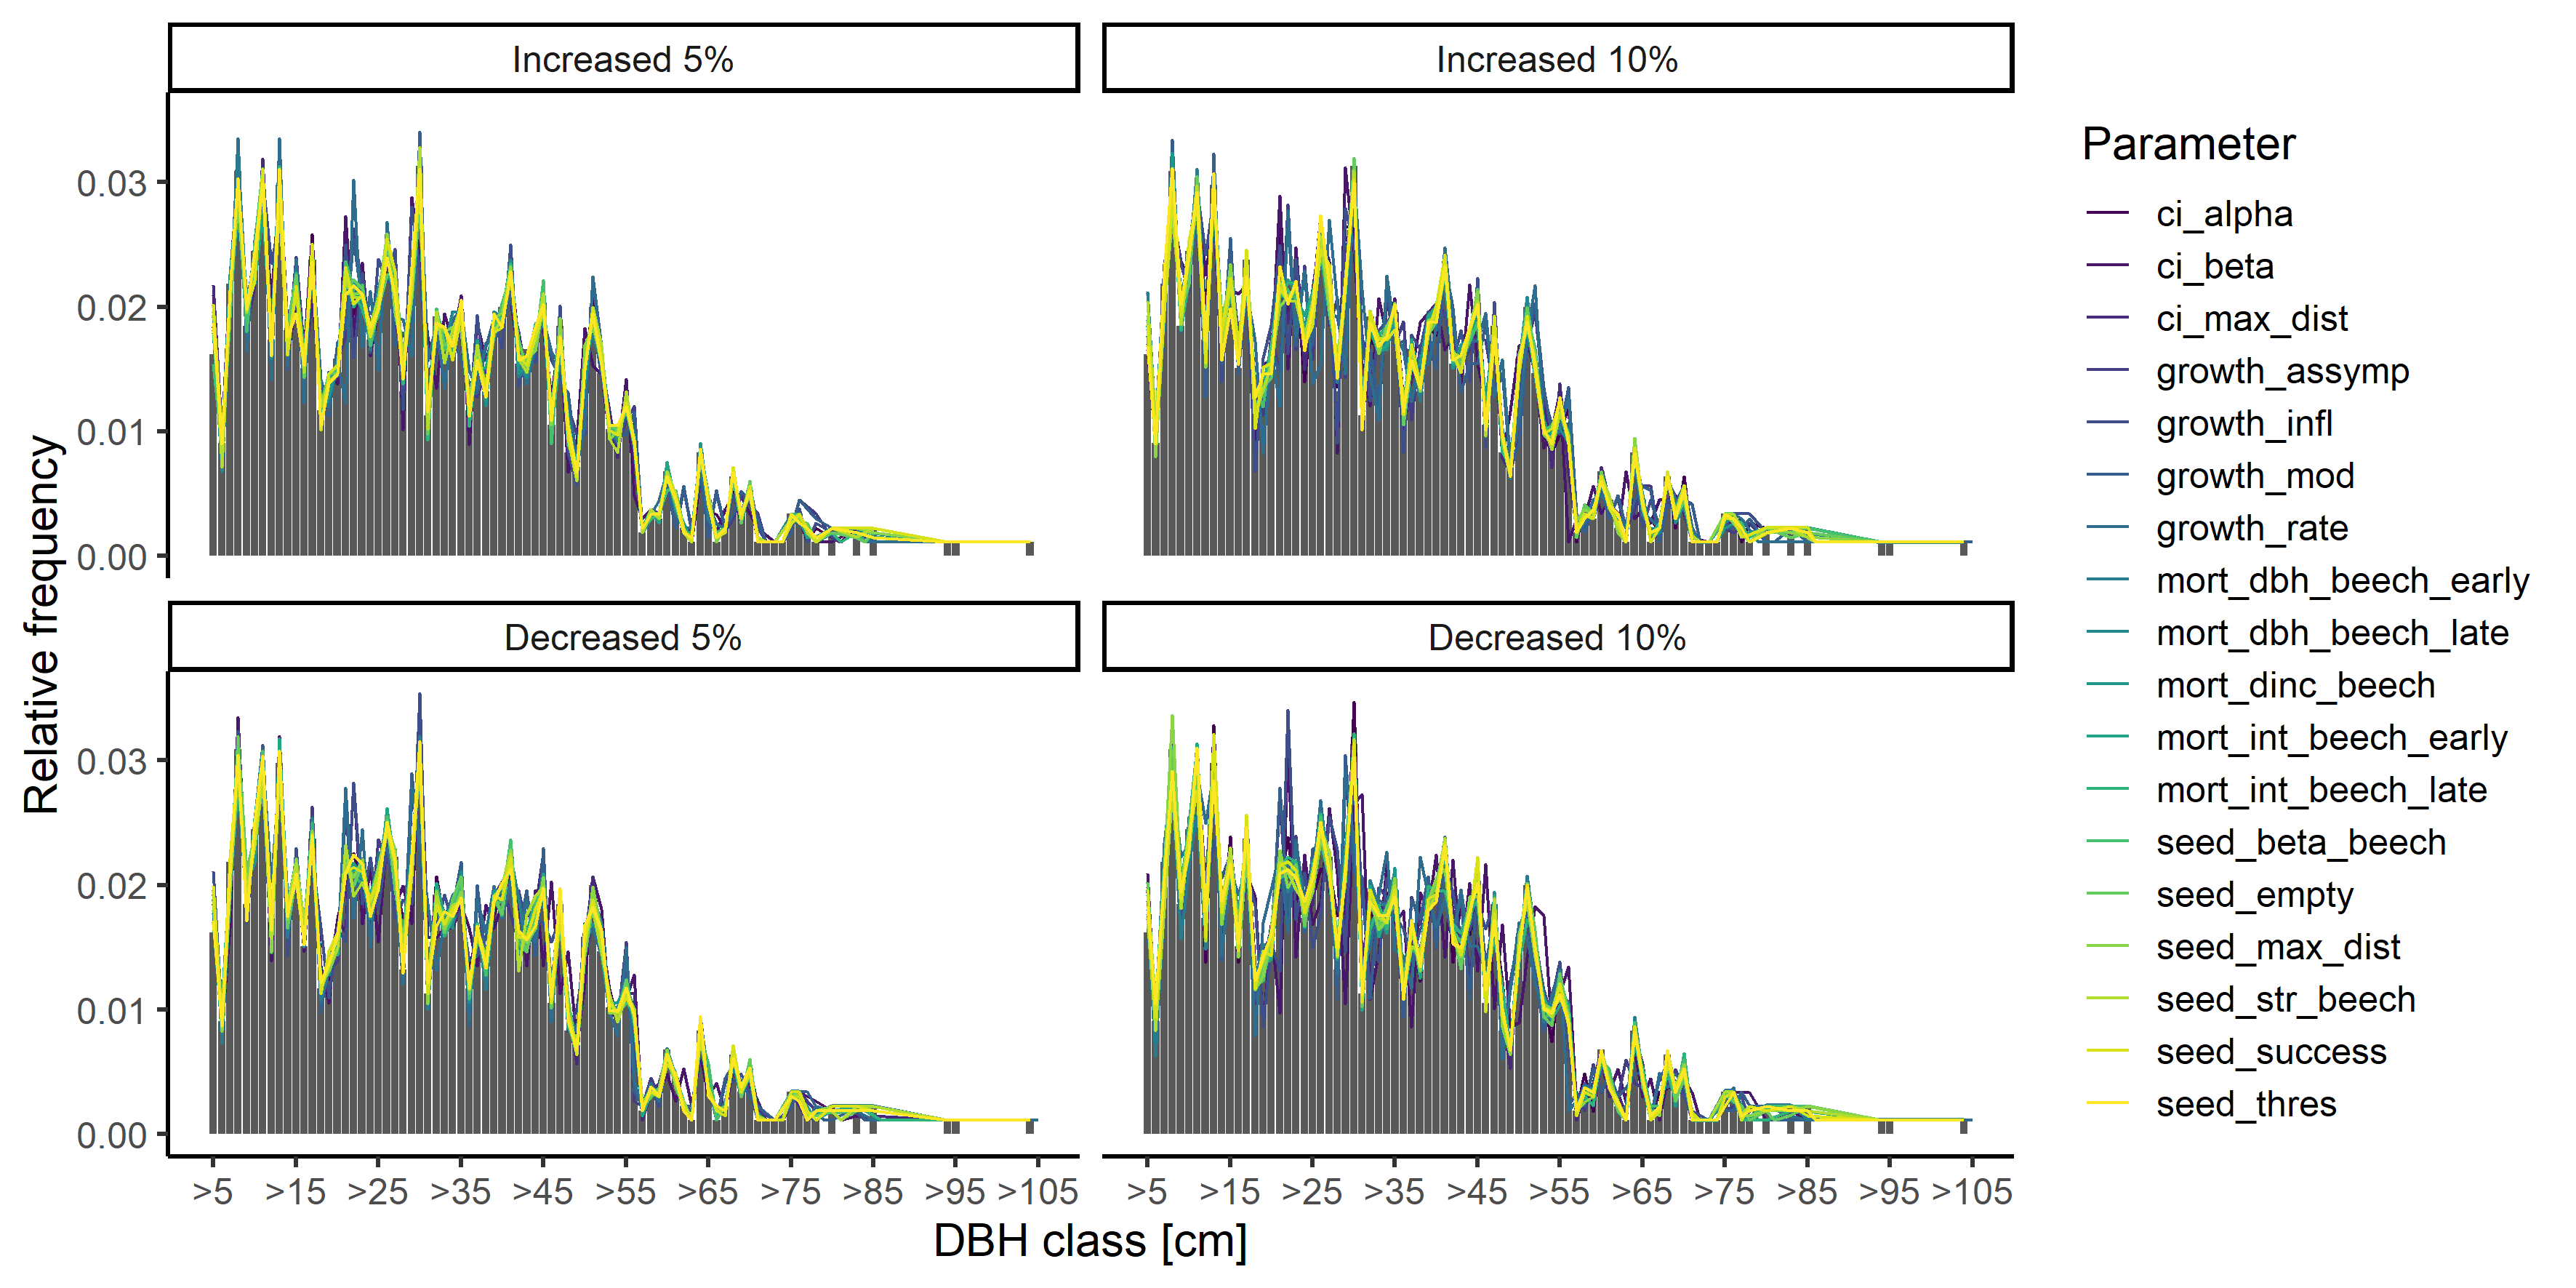 Increased 5%
Increased 10%
Relative frequency
0.03
0.02
0.01
0.00
Decreased 5%
Decreased 10%
0.03
0.02
0.01
0.00
>5 >15 >25 >35 >45 >55 >65 >75 >85 >95 >105
>5 >15 >25 >35 >45 >55 >65 >75 >85 >95 >105
DBH class [cm]
Parameter
ci_alpha
ci_beta
ci_max_dist
growth_assymp
growth_infl
growth_mod
growth_rate
mort_dbh_beech_early
mort_dbh_beech_late
mort_dinc_beech
mort_int_beech_early
mort_int_beech_late
seed_beta_beech
seed_empty
seed_max_dist
seed_str_beech
seed_success
seed_thres